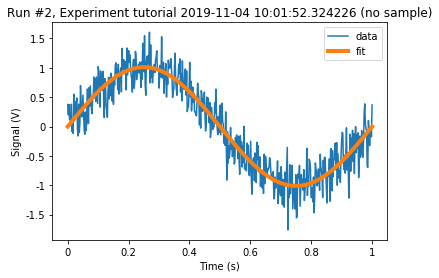 Run #2, Experiment tutorial 2019-11-04 10:01:52.324226 (no sample)
data
fit
Signal (V)
1.5
1
0.5
0
-0.5
-1
-1.5
0
0.2
0.4
0.6
0.8
1
Time (s)